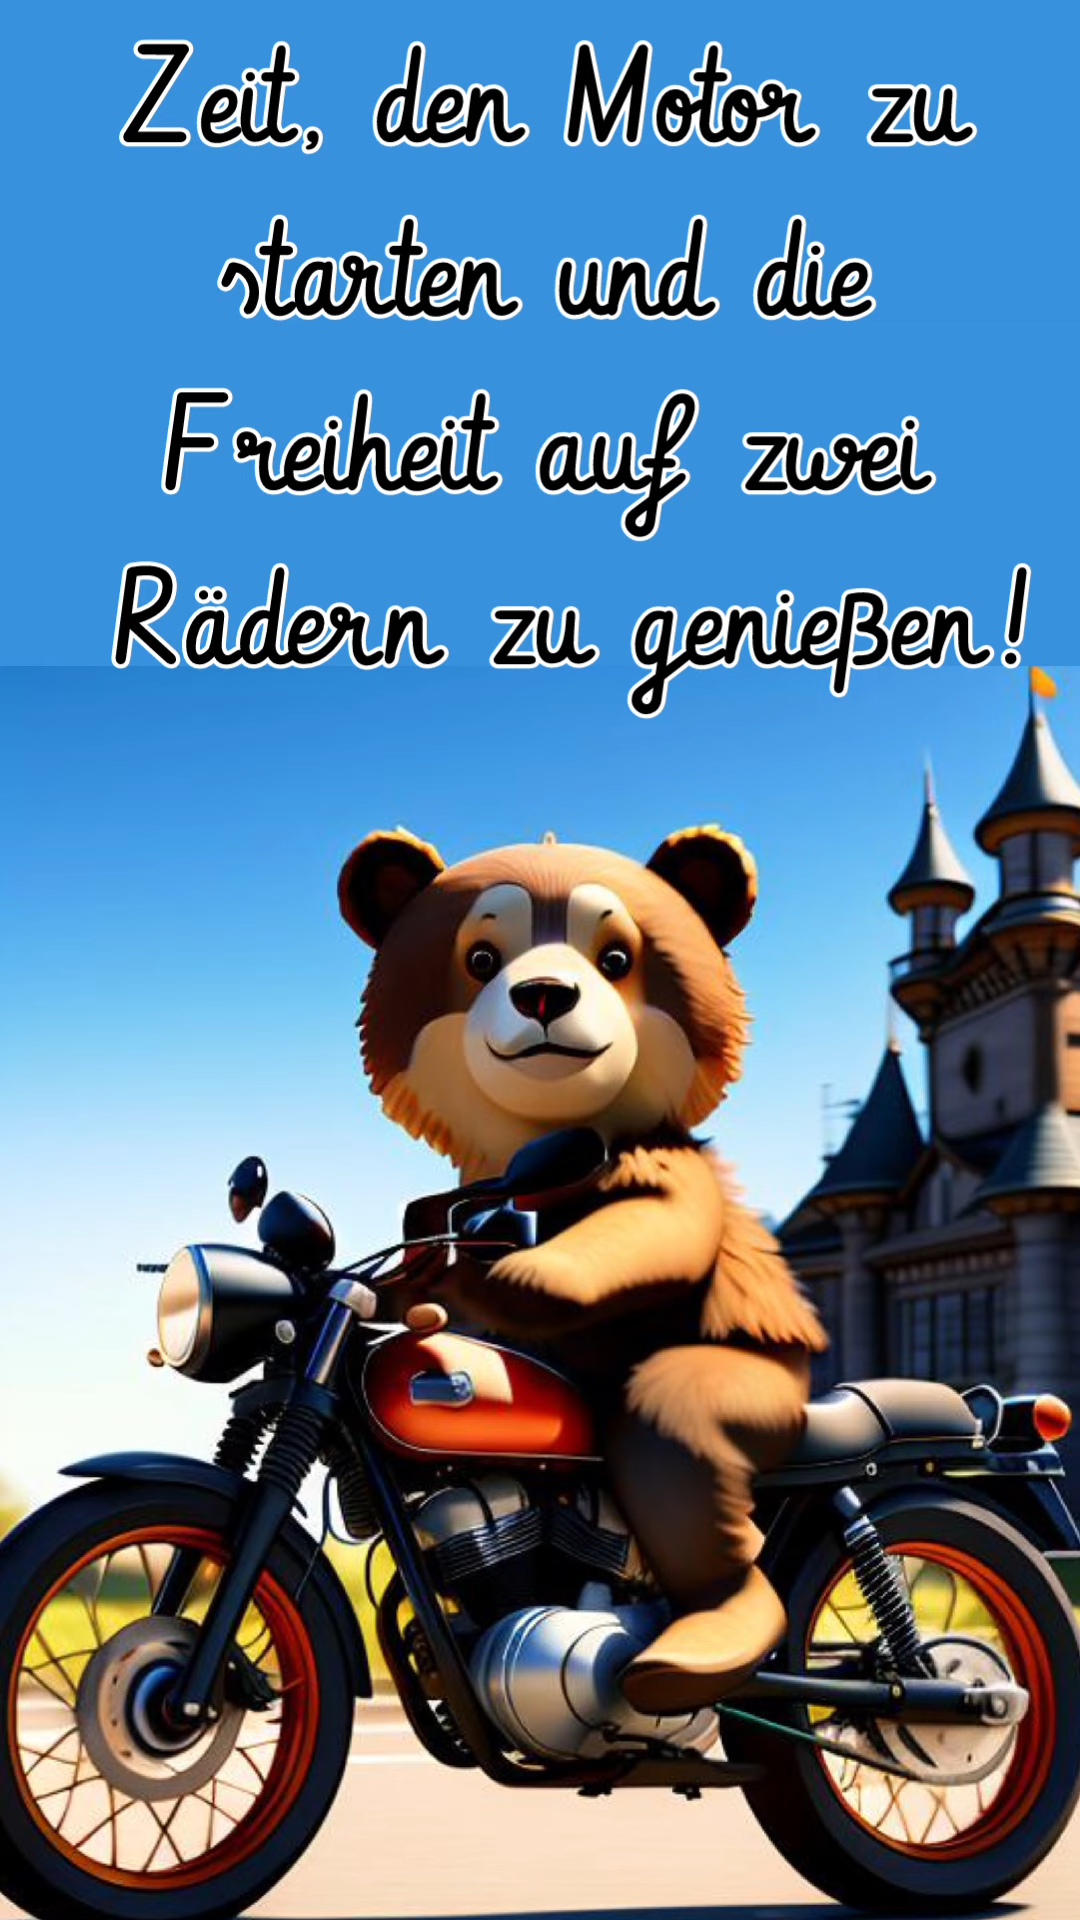 Zeit, den Motor zu
starten und die
Freiheit auf zwei
Rädern zu genießen!